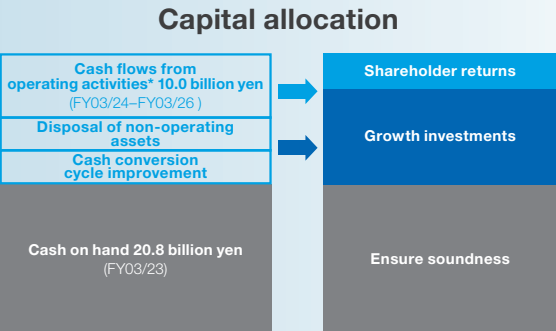 Capital allocation
Cash flows from
operating activities* 10.0 billion yen
(FY03/24–FY03/26 )
Disposal of non-operating
assets
Cash conversion
cycle improvement
Cash on hand 20.8 billion yen
(FY03/23)
Shareholder returns
Growth investments
Ensure soundness